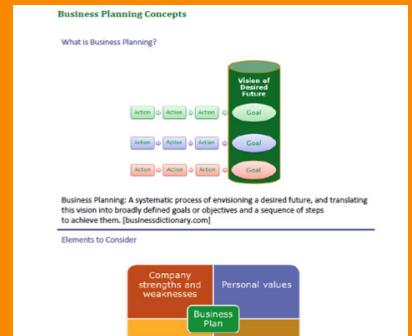 Business Planning Concepts
What is Business Planning?
Vision of
Desired
Future
Action Action Action Goal
Action Action Action Goal
Action Action Action Goal
Business Planning: A systematic process of envisioning a desired future, and translating
this vision into broadly defined goals or objectives and a sequence of steps
to achieve them. [businessdictionary.com]
Elements to Consider
Company
strengths and
weaknesses
Personal values
Business
Plan